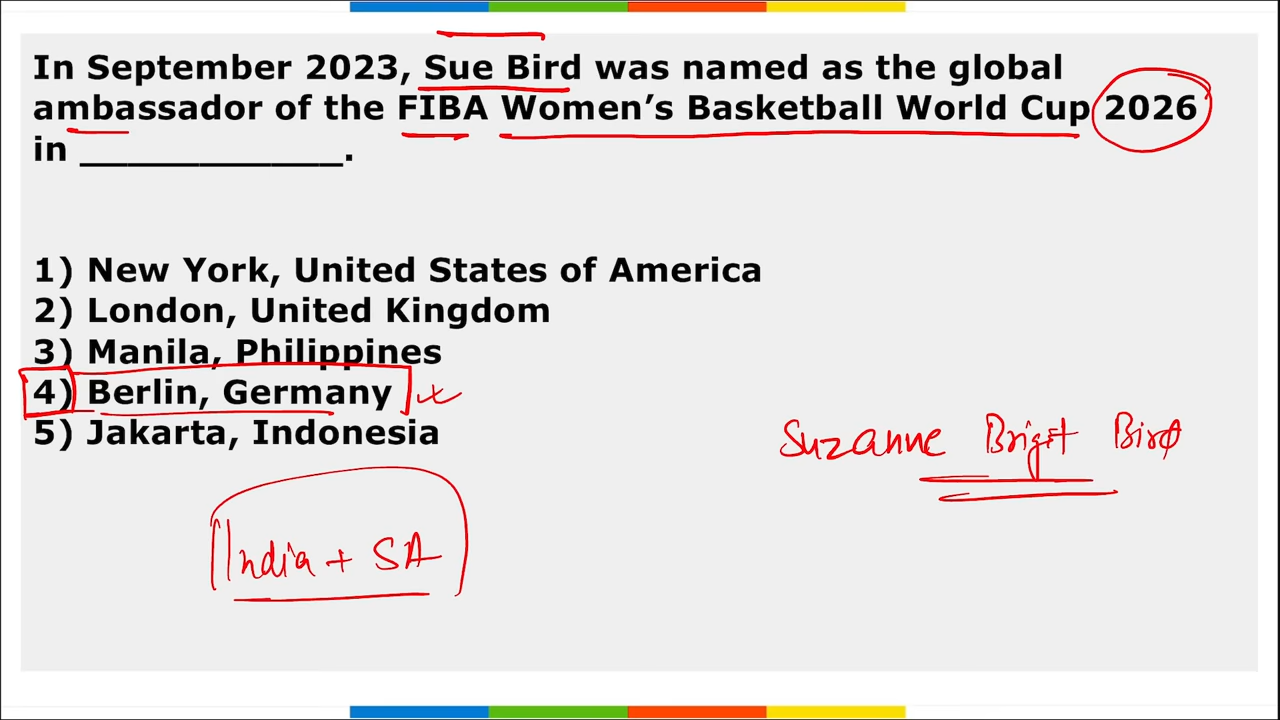 In September 2023, Sue Bird was named as the global
ambassador of the FIBA Women’s Basketball World Cup 2026
in _____________.
1) New York, United States of America
2) London, United Kingdom
3) Manila, Philippines
4) Berlin, Germany
5) Jakarta, Indonesia
Suzanne Brigit Bird
India + SA